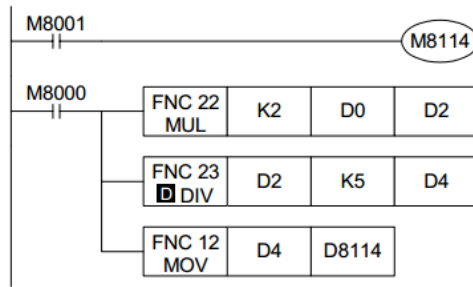 M8001
M8114
M8000
FNC 22 K2 D0 D2
MUL
FNC 23 D2 K5 D4
D DIV
FNC 12 D4 D8114
MOV